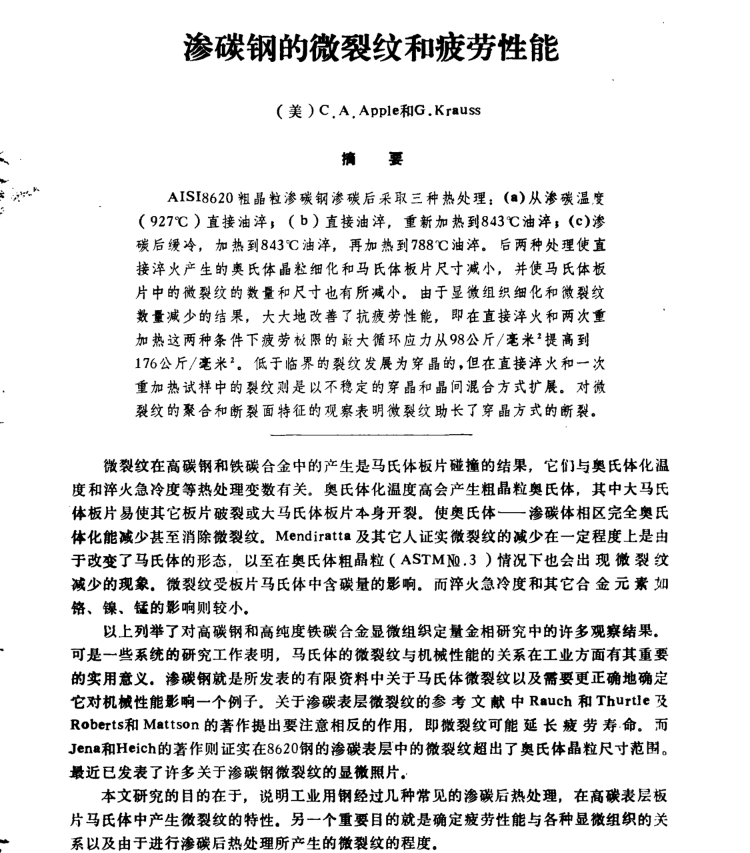 渗碳钢的微裂纹和疲劳性能
（美）C.A.Apple和G.Krauss
摘 要
AISI8620粗晶粒渗碳钢渗碳后采取三种热处理：(a)从渗碳温度
（927℃）直接油淬；（b）直接油淬，重新加热到843℃油淬；(c)渗
碳后缓冷，加热到843℃油淬，再加热到788℃油淬。后两种处理使直
接淬火产生的奥氏体晶粒细化和马氏体板片尺寸减小，并使马氏体板
片中的微裂纹的数量和尺寸也有所减小。由于显微组织细化和微裂纹
数量减少的结果，大大地改善了抗疲劳性能，即在直接淬火和两次重
加热这两种条件下疲劳极限的最大循环应力从98公斤/毫米²提高到
176公斤/毫米²。低于临界的裂纹发展为穿晶的，但在直接淬火和一次
重加热试样中的裂纹则是以不稳定的穿晶和晶间混合方式扩展。对微
裂纹的聚合和断裂面特征的观察表明微裂纹助长了穿晶方式的断裂。
微裂纹在高碳钢和铁碳合金中的产生是马氏体板片碰撞的结果，它们与奥氏体化温
度和淬火急冷度等热处理变数有关。奥氏体化温度高会产生粗晶粒奥氏体，其中大马氏
体板片易使其它板片破裂或大马氏体板片本身开裂。使奥氏体——渗碳体相区完全奥氏
体化能减少甚至消除微裂纹。Mendiratta及其它人证实微裂纹的减少在一定程度上是由
于改变了马氏体的形态，以至在奥氏体粗晶粒（ASTM№.3）情况下也会出现微裂纹
减少的现象。微裂纹受板片马氏体中含碳量的影响。而淬火急冷度和其它合金元素如
铬、镍、锰的影响则较小。
以上列举了对高碳钢和高纯度铁碳合金显微组织定量金相研究中的许多观察结果。
可是一些系统的研究工作表明，马氏体的微裂纹与机械性能的关系在工业方面有其重要
的实用意义。渗碳钢就是所发表的有限资料中关于马氏体微裂纹以及需要更正确地确定
它对机械性能影响一个例子。关于渗碳表层微裂纹的参考文献中Rauch和Thurtle及
Roberts和Mattson的著作提出要注意相反的作用，即微裂纹可能延长疲劳寿命。而
Jena和Heich的著作则证实在8620钢的渗碳表层中的微裂纹超出了奥氏体晶粒尺寸范围。
最近已发表了许多关于渗碳钢微裂纹的显微照片。
本文研究的目的在于，说明工业用钢经过几种常见的渗碳后热处理，在高碳表层板
片马氏体中产生微裂纹的特性。另一个重要目的就是确定疲劳性能与各种显微组织的关
系以及由于进行渗碳后热处理所产生的微裂纹的程度。